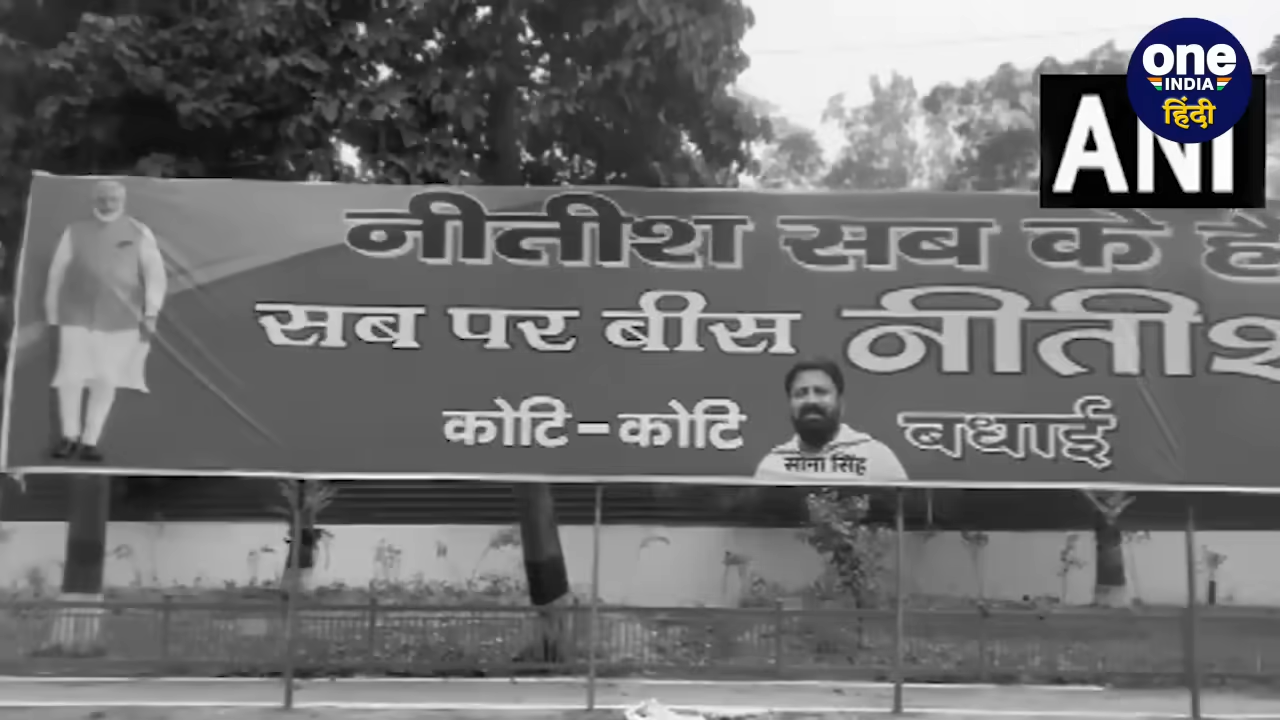 one
INDIA
हिंदी
ANI
नीतीश सब के हैं
सब पर बीस नीतीश
कोटि-कोटि बधाई
सोना सिंह